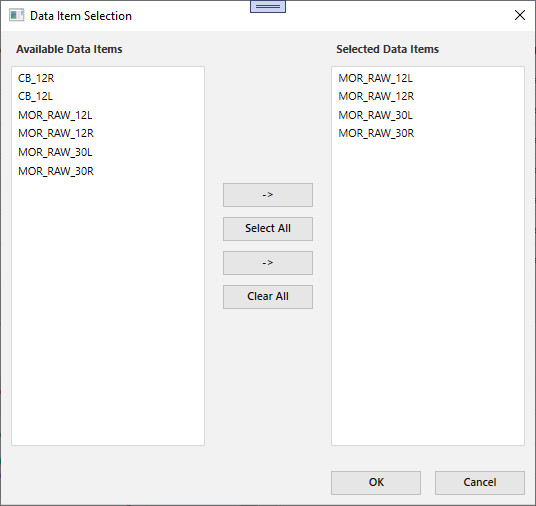 Data Item Selection
Available Data Items
CB_12R
CB_12L
MOR_RAW_12L
MOR_RAW_12R
MOR_RAW_30L
MOR_RAW_30R
->
Select All
->
Clear All
Selected Data Items
MOR_RAW_12L
MOR_RAW_12R
MOR_RAW_30L
MOR_RAW_30R
OK
Cancel